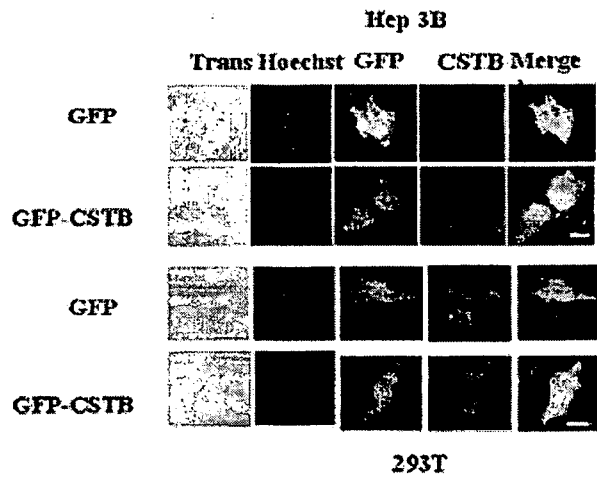 Hep 3B
Trans Hoechst GFP CSTB Merge
GFP
GFP-CSTB
GFP
GFP-CSTB
293T